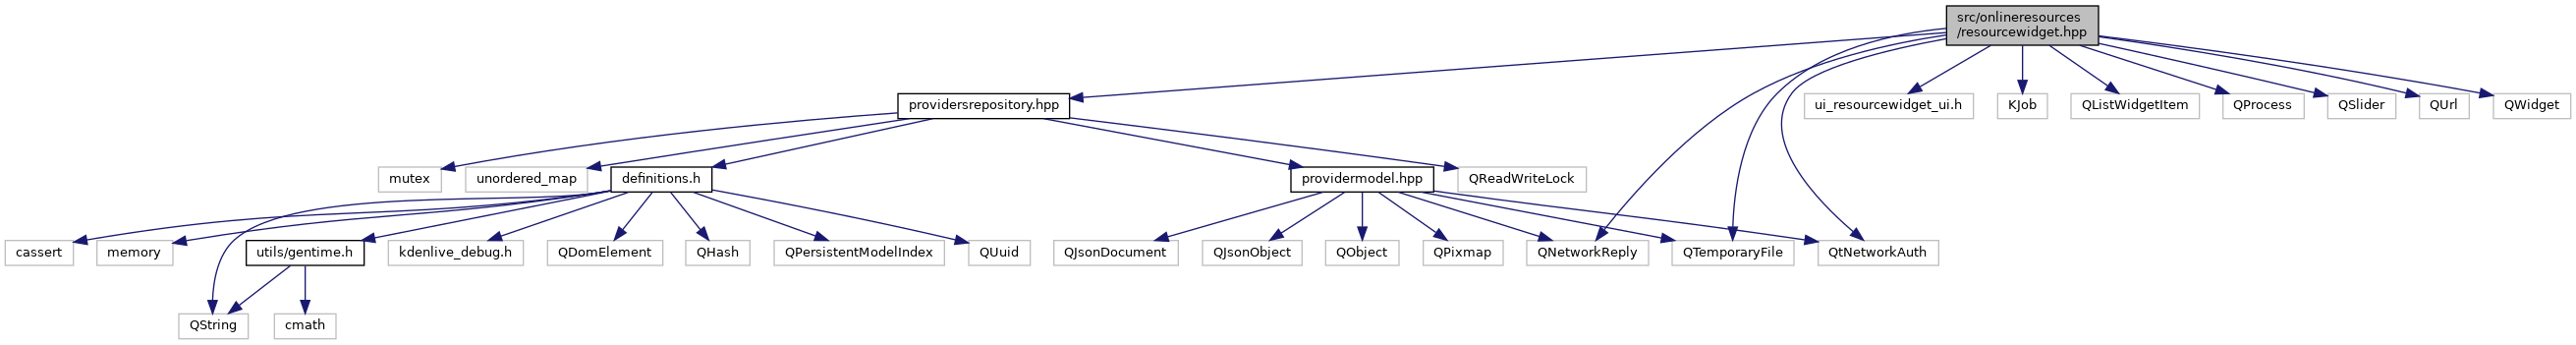 src/onlineresources
/resourcewidget.hpp
providersrepository.hpp
ui_resourcewidget_ui.h
KJob
QListWidgetItem
QProcess
QSlider
QUrl
QWidget
mutex
unordered_map
definitions.h
providermodel.hpp
QReadWriteLock
cassert
memory
utils/gentime.h
kdenlive_debug.h
QDomElement
QHash
QPersistentModelIndex
QUuid
QJsonDocument
QJsonObject
QObject
QPixmap
QNetworkReply
QTemporaryFile
QtNetworkAuth
QString
cmath